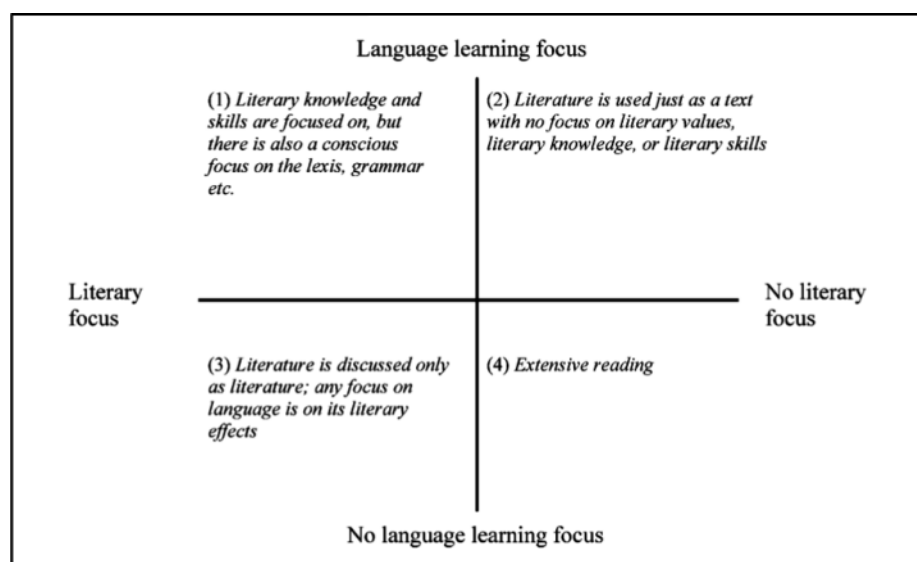 Language learning focus
(1) Literary knowledge and
skills are focused on, but
there is also a conscious
focus on the lexis, grammar
etc.
(2) Literature is used just as a text
with no focus on literary values,
literary knowledge, or literary skills
Literary
focus
No literary
focus
(3) Literature is discussed only
as literature; any focus on
language is on its literary
effects
(4) Extensive reading
No language learning focus